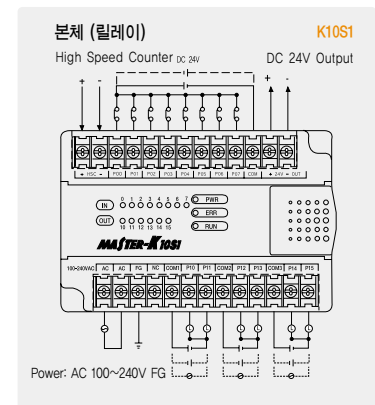 본체 (릴레이) K10S1
High Speed Counter DC 24V DC 24V Output
+ - + -
+ HSC - P00 P01 P02 P03 P04 P05 P06 P07 COM + 24V - OUT
IN 0 1 2 3 4 5 6 7 PWR
ERR
OUT 10 11 12 13 14 15 RUN
MASTER-K 10S1
100-240VAC AC AC FG NC COM1 P10 P11 COM2 P12 P13 COM3 P14 P15
Power: AC 100~240V FG